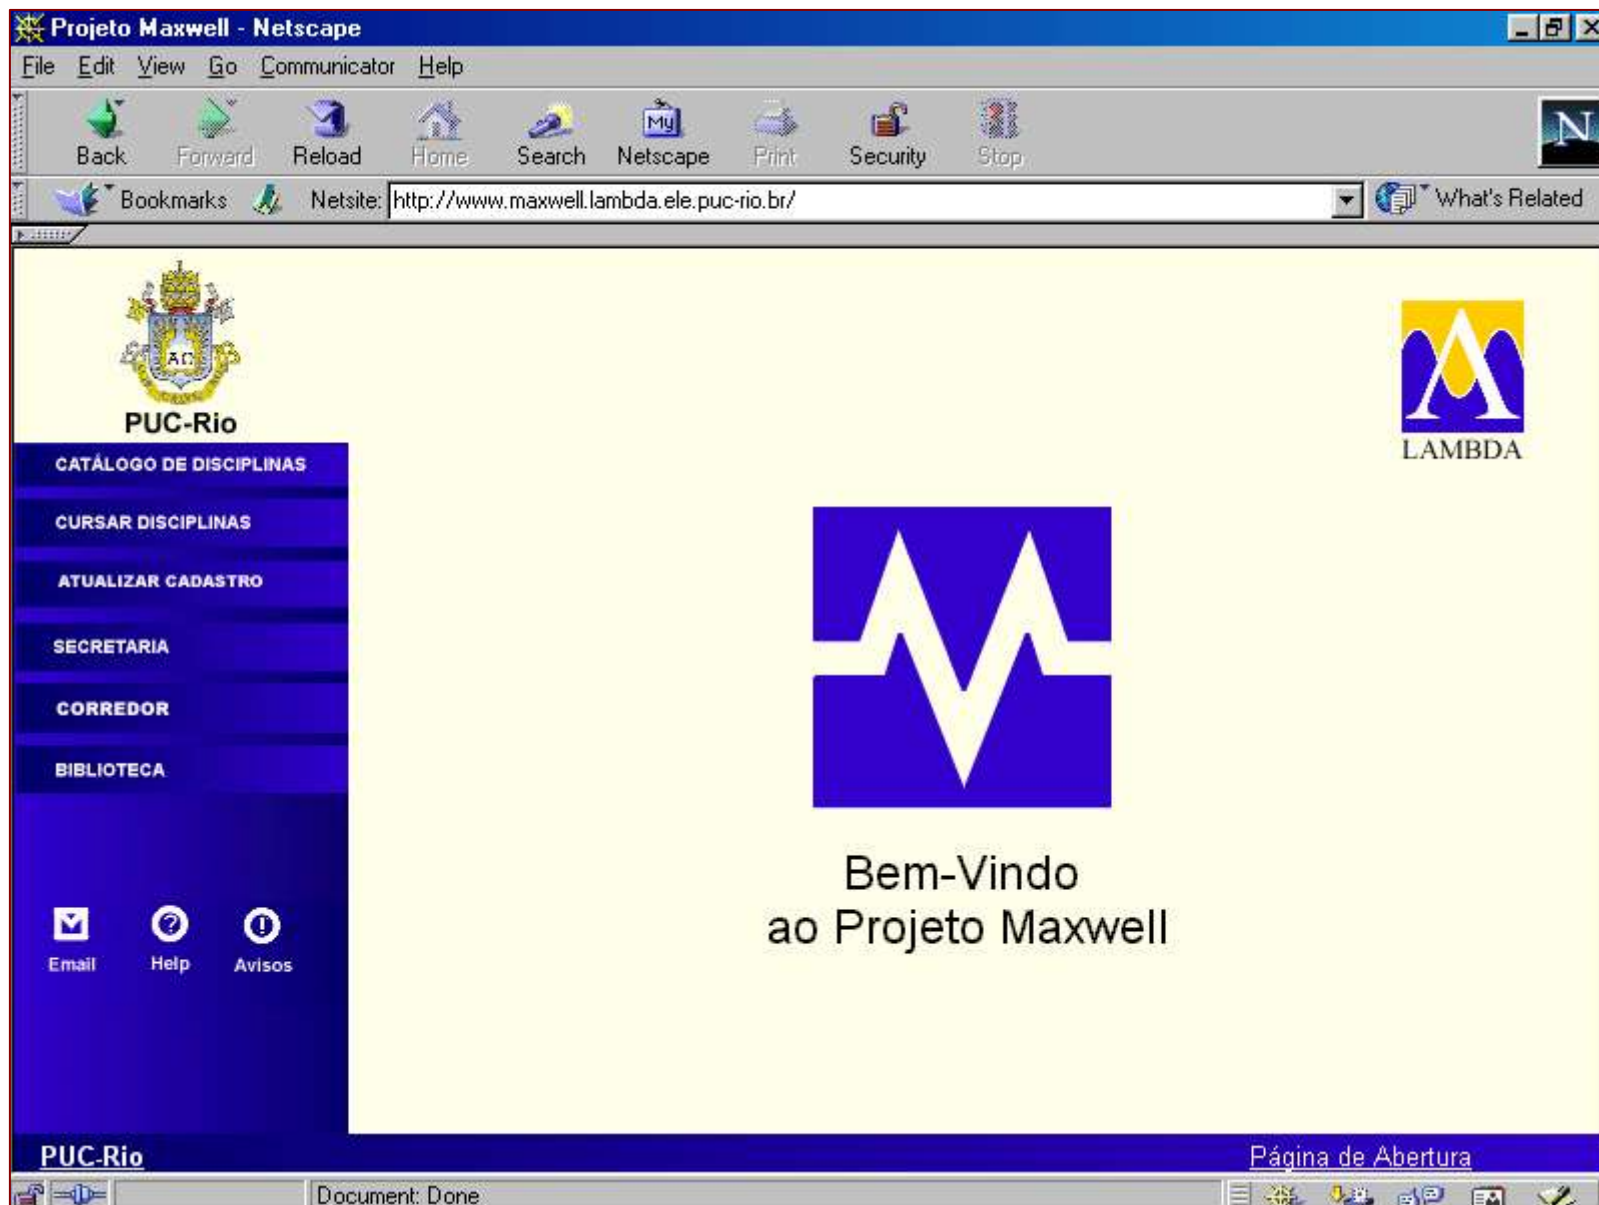 Projeto Maxwell - Netscape
File Edit View Go Communicator Help
Back Forward Reload Home Search Netscape Print Security Stop
My
N
Bookmarks Netsite: http://www.maxwell.lambda.ele.puc-rio.br/ What's Related
PUC-Rio
LAMBDA
CATÁLOGO DE DISCIPLINAS
CURSAR DISCIPLINAS
ATUALIZAR CADASTRO
SECRETARIA
CORREDOR
BIBLIOTECA
Email Help Avisos
Bem-Vindo
ao Projeto Maxwell
PUC-Rio Página de Abertura
Document: Done